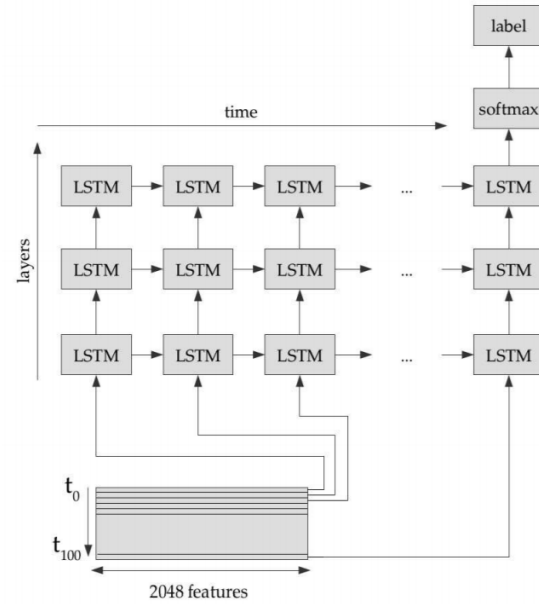 label
softmax
time
layers
LSTM LSTM LSTM ... LSTM
LSTM LSTM LSTM ... LSTM
LSTM LSTM LSTM ... LSTM
t0
t100
2048 features